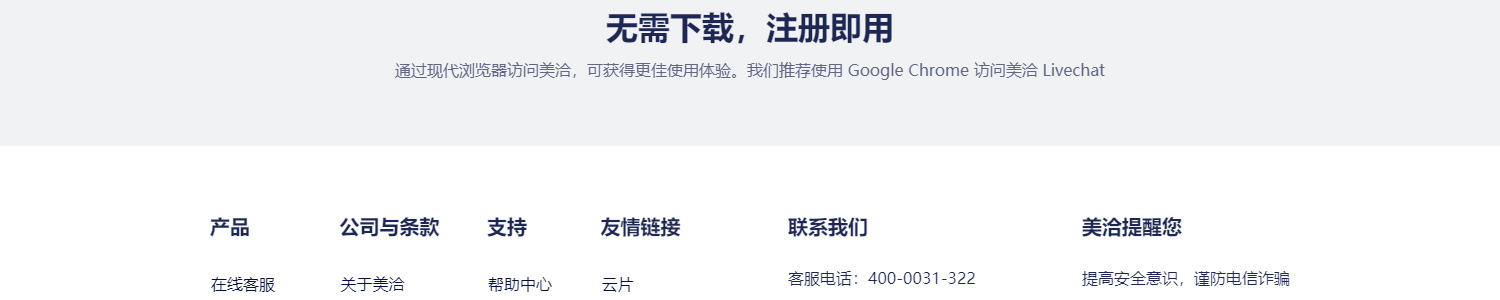 无需下载，注册即用
通过现代浏览器访问美洽，可获得更佳使用体验。我们推荐使用 Google Chrome 访问美洽 Livechat
产品 公司与条款 支持 友情链接 联系我们 美洽提醒您
在线客服 关于美洽 帮助中心 云片 客服电话：400-0031-322 提高安全意识，谨防电信诈骗